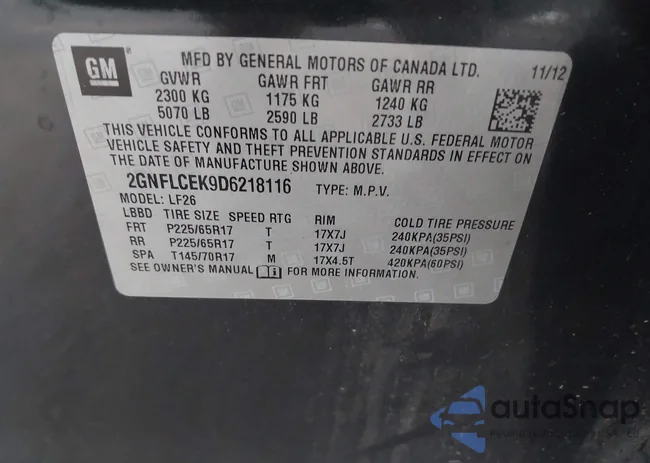 GM
MFD BY GENERAL MOTORS OF CANADA LTD. 11/12
GVWR GAWR FRT GAWR RR
2300 KG 1175 KG 1240 KG
5070 LB 2590 LB 2733 LB
THIS VEHICLE CONFORMS TO ALL APPLICABLE U.S. FEDERAL MOTOR
VEHICLE SAFETY AND THEFT PREVENTION STANDARDS IN EFFECT ON
THE DATE OF MANUFACTURE SHOWN ABOVE.
2GNFLCEK9D6218116 TYPE: M.P.V.
MODEL: LF26
LBBD TIRE SIZE SPEED RTG RIM COLD TIRE PRESSURE
FRT P225/65R17 T 17X7J 240KPA(35PSI)
RR P225/65R17 T 17X7J 240KPA(35PSI)
SPA T145/70R17 M 17X4.5T 420KPA(60PSI)
SEE OWNER'S MANUAL FOR MORE INFORMATION.
autoSnap